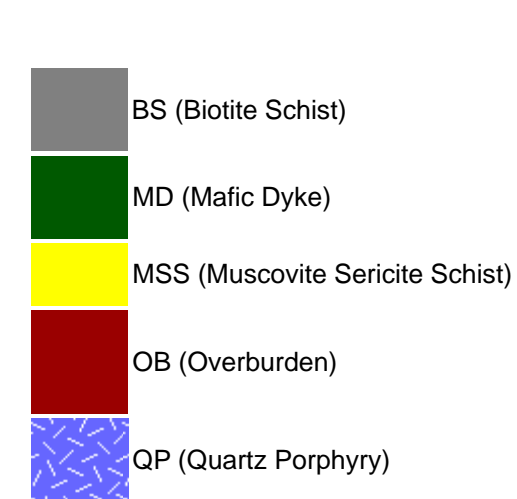 BS (Biotite Schist)
MD (Mafic Dyke)
MSS (Muscovite Sericite Schist)
OB (Overburden)
QP (Quartz Porphyry)